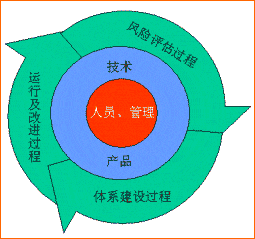 风险评估过程
技术
运行及改进过程
人员、管理
产品
体系建设过程